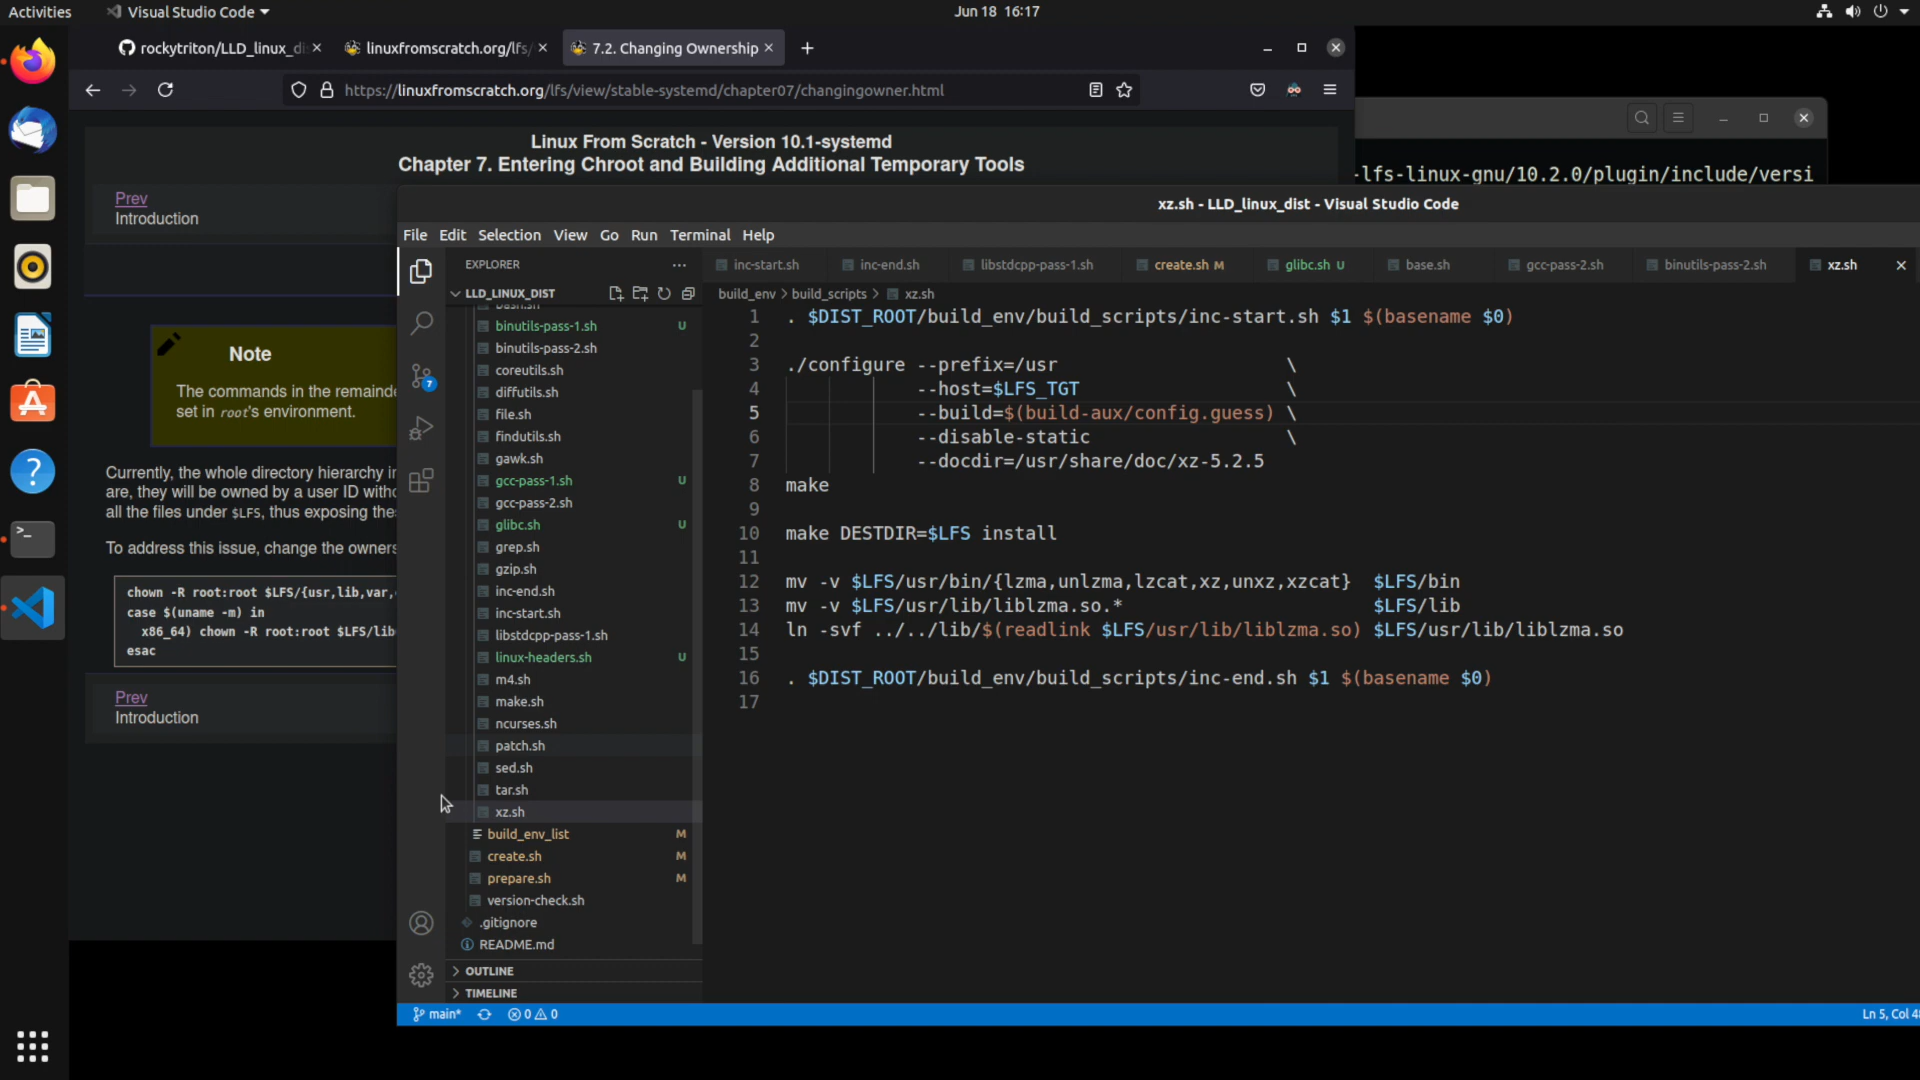 Activities
Visual Studio Code
Jun 18 16:17
rockytriton/LLD_linux_di
linuxfromscratch.org/lfs/
7.2. Changing Ownership
https://linuxfromscratch.org/lfs/view/stable-systemd/chapter07/changingowner.html
Linux From Scratch - Version 10.1-systemd
Chapter 7. Entering Chroot and Building Additional Temporary Tools
-lfs-linux-gnu/10.2.0/plugin/include/versi
Prev
Introduction
Note
The commands in the remainde
set in root's environment.
Currently, the whole directory hierarchy in
are, they will be owned by a user ID witho
all the files under $LFS, thus exposing thes
To address this issue, change the owners
chown -R root:root $LFS/{usr,lib,var,
case $(uname -m) in
x86_64) chown -R root:root $LFS/lib
esac
Prev
Introduction
xz.sh - LLD_linux_dist - Visual Studio Code
File Edit Selection View Go Run Terminal Help
EXPLORER
LLD_LINUX_DIST
bash.sh
binutils-pass-1.sh U
binutils-pass-2.sh
coreutils.sh
diffutils.sh
file.sh
findutils.sh
gawk.sh
gcc-pass-1.sh U
gcc-pass-2.sh
glibc.sh U
grep.sh
gzip.sh
inc-end.sh
inc-start.sh
libstdcpp-pass-1.sh
linux-headers.sh U
m4.sh
make.sh
ncurses.sh
patch.sh
sed.sh
tar.sh
xz.sh
build_env_list M
create.sh M
prepare.sh M
version-check.sh
.gitignore
README.md
OUTLINE
TIMELINE
7
inc-start.sh inc-end.sh libstdcpp-pass-1.sh create.sh M glibc.sh U base.sh gcc-pass-2.sh binutils-pass-2.sh xz.sh
build_env > build_scripts > xz.sh
1 . $DIST_ROOT/build_env/build_scripts/inc-start.sh $1 $(basename $0)
2
3 ./configure --prefix=/usr \
4 --host=$LFS_TGT \
5 --build=$(build-aux/config.guess) \
6 --disable-static \
7 --docdir=/usr/share/doc/xz-5.2.5
8 make
9
10 make DESTDIR=$LFS install
11
12 mv -v $LFS/usr/bin/{lzma,unlzma,lzcat,xz,unxz,xzcat} $LFS/bin
13 mv -v $LFS/usr/lib/liblzma.so.* $LFS/lib
14 ln -svf ../../lib/$(readlink $LFS/usr/lib/liblzma.so) $LFS/usr/lib/liblzma.so
15
16 . $DIST_ROOT/build_env/build_scripts/inc-end.sh $1 $(basename $0)
17
main* 0 0
Ln 5, Col 48